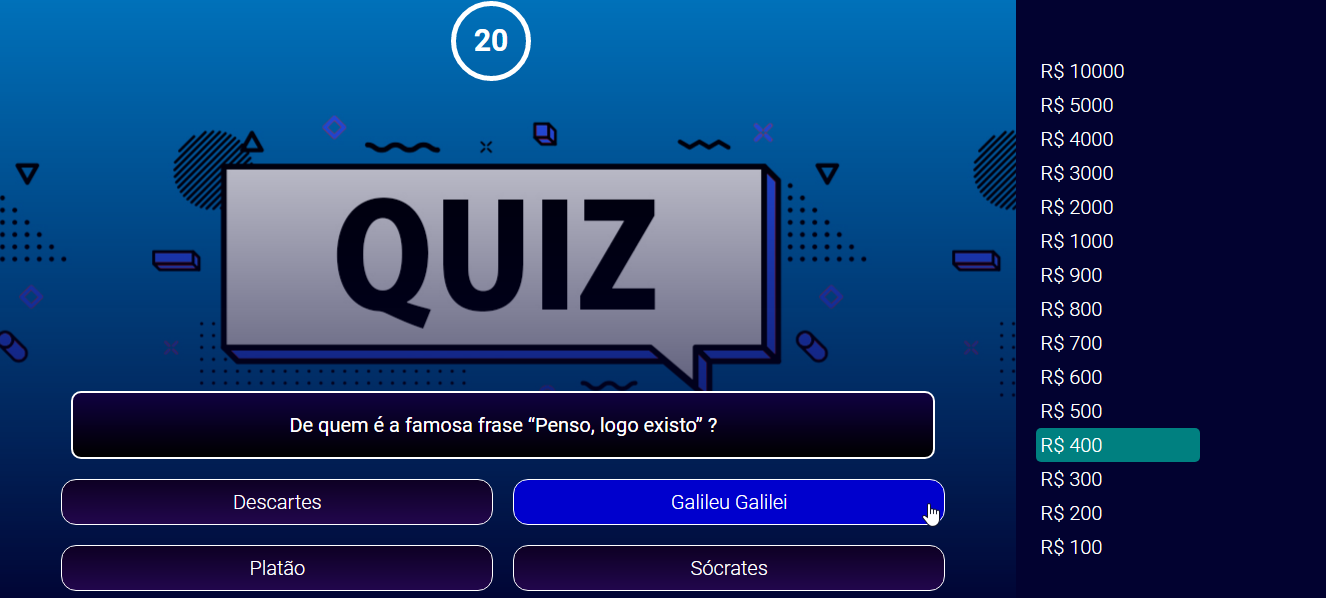 20
QUIZ
De quem é a famosa frase “Penso, logo existo” ?
Descartes
Galileu Galilei
Platão
Sócrates
R$ 10000
R$ 5000
R$ 4000
R$ 3000
R$ 2000
R$ 1000
R$ 900
R$ 800
R$ 700
R$ 600
R$ 500
R$ 400
R$ 300
R$ 200
R$ 100